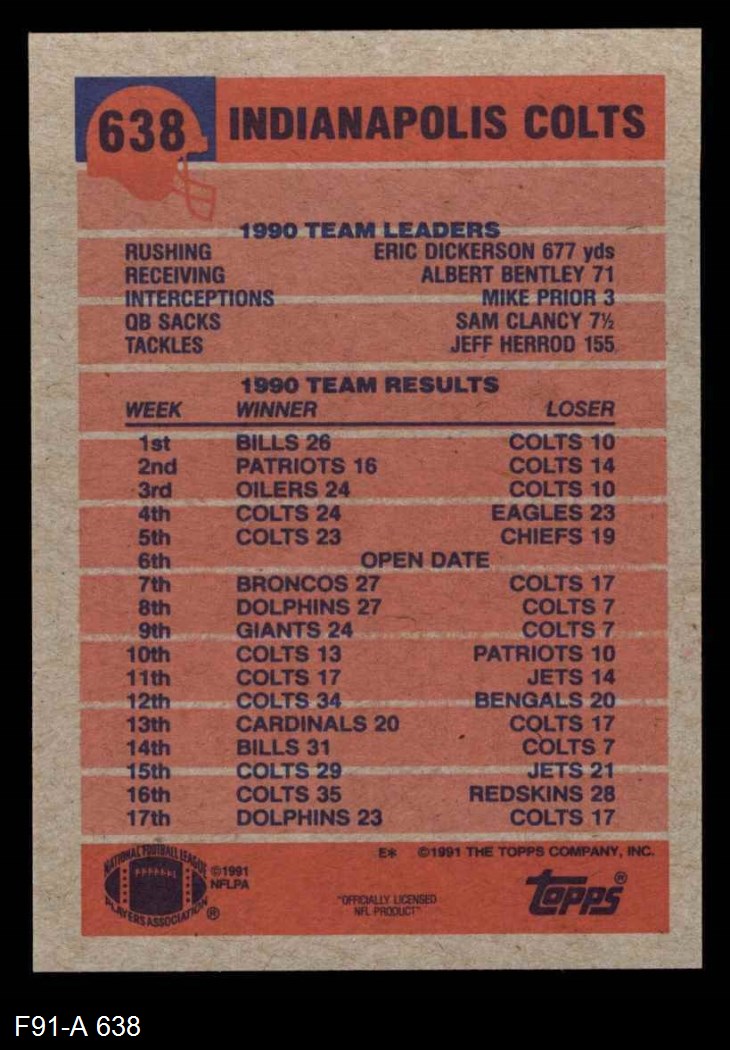 638 INDIANAPOLIS COLTS
1990 TEAM LEADERS
RUSHING ERIC DICKERSON 677 yds
RECEIVING ALBERT BENTLEY 71
INTERCEPTIONS MIKE PRIOR 3
QB SACKS SAM CLANCY 7½
TACKLES JEFF HERROD 155
1990 TEAM RESULTS
WEEK WINNER LOSER
1st BILLS 26 COLTS 10
2nd PATRIOTS 16 COLTS 14
3rd OILERS 24 COLTS 10
4th COLTS 24 EAGLES 23
5th COLTS 23 CHIEFS 19
6th OPEN DATE
7th BRONCOS 27 COLTS 17
8th DOLPHINS 27 COLTS 7
9th GIANTS 24 COLTS 7
10th COLTS 13 PATRIOTS 10
11th COLTS 17 JETS 14
12th COLTS 34 BENGALS 20
13th CARDINALS 20 COLTS 17
14th BILLS 31 COLTS 7
15th COLTS 29 JETS 21
16th COLTS 35 REDSKINS 28
17th DOLPHINS 23 COLTS 17
E* ©1991 THE TOPPS COMPANY, INC.
NATIONAL FOOTBALL LEAGUE
PLAYERS ASSOCIATION ®
©1991
NFLPA
"OFFICIALLY LICENSED
NFL PRODUCT"
topps®
F91-A 638